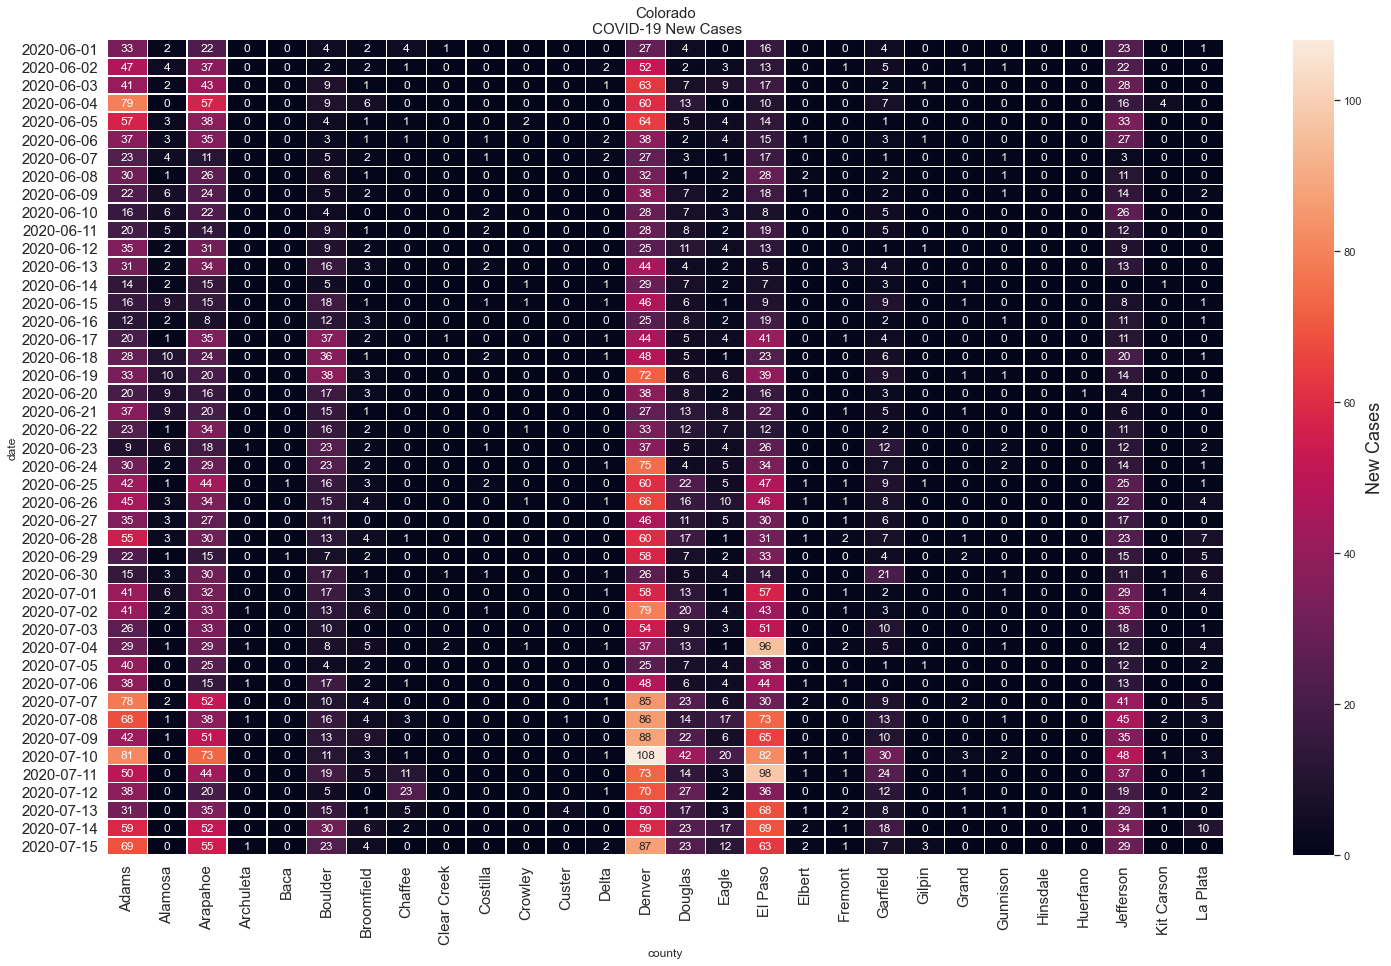 Colorado
COVID-19 New Cases
2020-06-01 33 2 22 0 0 4 2 4 1 0 0 0 0 27 4 0 16 0 0 4 0 0 0 0 0 23 0 1
2020-06-02 47 4 37 0 0 2 2 1 0 0 0 0 2 52 2 3 13 0 1 5 0 1 1 0 0 22 0 0
2020-06-03 41 2 43 0 0 9 1 0 0 0 0 0 1 63 7 9 17 0 0 2 1 0 0 0 0 28 0 0
2020-06-04 79 0 57 0 0 9 6 0 0 0 0 0 0 60 13 0 10 0 0 7 0 0 0 0 0 16 4 0
2020-06-05 57 3 38 0 0 4 1 1 0 0 2 0 0 64 5 4 14 0 0 1 0 0 0 0 0 33 0 0
2020-06-06 37 3 35 0 0 3 1 1 0 1 0 0 2 38 2 4 15 1 0 3 1 0 0 0 0 27 0 0
2020-06-07 23 4 11 0 0 5 2 0 0 1 0 0 2 27 3 1 17 0 0 1 0 0 1 0 0 3 0 0
2020-06-08 30 1 26 0 0 6 1 0 0 0 0 0 0 32 1 2 28 2 0 2 0 0 1 0 0 11 0 0
2020-06-09 22 6 24 0 0 5 2 0 0 0 0 0 0 38 7 2 18 1 0 2 0 0 1 0 0 14 0 2
2020-06-10 16 6 22 0 0 4 0 0 0 2 0 0 0 28 7 3 8 0 0 5 0 0 0 0 0 26 0 0
2020-06-11 20 5 14 0 0 9 1 0 0 2 0 0 0 28 8 2 19 0 0 5 0 0 0 0 0 12 0 0
2020-06-12 35 2 31 0 0 9 2 0 0 0 0 0 0 25 11 4 13 0 0 1 1 0 0 0 0 9 0 0
2020-06-13 31 2 34 0 0 16 3 0 0 2 0 0 0 44 4 2 5 0 3 4 0 0 0 0 0 13 0 0
2020-06-14 14 2 15 0 0 5 0 0 0 0 1 0 1 29 7 2 7 0 0 3 0 1 0 0 0 0 1 0
2020-06-15 16 9 15 0 0 18 1 0 0 1 1 0 1 46 6 1 9 0 0 9 0 1 0 0 0 8 0 1
2020-06-16 12 2 8 0 0 12 3 0 0 0 0 0 0 25 8 2 19 0 0 2 0 0 1 0 0 11 0 1
2020-06-17 20 1 35 0 0 37 2 0 1 0 0 0 1 44 5 4 41 0 1 4 0 0 0 0 0 11 0 0
2020-06-18 28 10 24 0 0 36 1 0 0 2 0 0 1 48 5 1 23 0 0 6 0 0 0 0 0 20 0 1
2020-06-19 33 10 20 0 0 38 3 0 0 0 0 0 0 72 6 6 39 0 0 9 0 1 1 0 0 14 0 0
2020-06-20 20 9 16 0 0 17 3 0 0 0 0 0 0 38 8 2 16 0 0 3 0 0 0 0 1 4 0 1
2020-06-21 37 9 20 0 0 15 1 0 0 0 0 0 0 27 13 8 22 0 1 5 0 1 0 0 0 6 0 0
2020-06-22 23 1 34 0 0 16 2 0 0 0 1 0 0 33 12 7 12 0 0 2 0 0 0 0 0 11 0 0
2020-06-23 9 6 18 1 0 23 2 0 0 1 0 0 0 37 5 4 26 0 0 12 0 0 2 0 0 12 0 2
2020-06-24 30 2 29 0 0 23 2 0 0 0 0 0 1 75 4 5 34 0 0 7 0 0 2 0 0 14 0 1
2020-06-25 42 1 44 0 1 16 3 0 0 2 0 0 0 60 22 5 47 1 1 9 1 0 0 0 0 25 0 1
2020-06-26 45 3 34 0 0 15 4 0 0 0 1 0 1 66 16 10 46 1 1 8 0 0 0 0 0 22 0 4
2020-06-27 35 3 27 0 0 11 0 0 0 0 0 0 0 46 11 5 30 0 1 6 0 0 0 0 0 17 0 0
2020-06-28 55 3 30 0 0 13 4 1 0 0 0 0 0 60 17 1 31 1 2 7 0 1 0 0 0 23 0 7
2020-06-29 22 1 15 0 1 7 2 0 0 0 0 0 0 58 7 2 33 0 0 4 0 2 0 0 0 15 0 5
2020-06-30 15 3 30 0 0 17 1 0 1 1 0 0 0 26 5 4 14 0 0 21 0 0 1 0 0 11 1 6
2020-07-01 41 6 32 0 0 17 3 0 0 0 0 0 1 58 13 1 57 0 1 2 0 0 1 0 0 29 1 4
2020-07-02 41 2 33 1 0 13 6 0 0 1 0 0 0 79 20 4 43 0 1 3 0 0 0 0 0 35 0 0
2020-07-03 26 0 33 0 0 10 0 0 0 0 0 0 0 54 9 3 51 0 0 10 0 0 0 0 0 18 0 1
2020-07-04 29 1 29 1 0 8 5 0 2 0 1 0 1 37 13 1 96 0 2 5 0 0 1 0 0 12 0 4
2020-07-05 40 0 25 0 0 4 2 0 0 0 0 0 0 25 7 4 38 0 0 1 1 0 0 0 0 12 0 2
2020-07-06 38 0 15 1 0 17 2 1 0 0 0 0 0 48 6 4 44 1 1 0 0 0 0 0 0 13 0 0
2020-07-07 78 2 52 0 0 10 4 0 0 0 0 0 1 85 23 6 30 2 0 9 0 2 0 0 0 41 0 5
2020-07-08 68 1 38 1 0 16 4 3 0 0 0 1 0 86 14 17 73 0 0 13 0 0 0 0 0 45 2 3
2020-07-09 42 1 51 0 0 13 9 0 0 0 0 0 0 88 22 6 65 0 0 10 0 0 0 0 0 35 0 0
2020-07-10 81 0 73 0 0 11 3 1 0 0 0 0 1 108 42 20 82 1 1 30 0 3 2 0 0 48 1 3
2020-07-11 50 0 44 0 0 19 5 11 0 0 0 0 0 73 14 3 98 1 1 24 0 1 0 0 0 37 0 1
2020-07-12 38 0 20 0 0 5 0 23 0 0 0 0 1 70 27 2 36 0 0 12 0 1 0 0 0 19 0 2
2020-07-13 31 0 35 0 0 15 1 5 0 0 0 4 0 50 17 3 68 1 2 8 0 1 1 0 1 29 1 0
2020-07-14 59 0 52 0 0 30 6 2 0 0 0 0 0 59 23 17 69 2 1 18 0 0 0 0 0 34 0 10
2020-07-15 69 0 55 1 0 23 4 0 0 0 0 0 2 87 23 12 63 2 1 7 3 0 0 0 0 29 0 0
Adams Alamosa Arapahoe Archuleta Baca Boulder Broomfield Chaffee Clear Creek Costilla Crowley Custer Delta Denver Douglas Eagle El Paso Elbert Fremont Garfield Gilpin Grand Gunnison Hinsdale Huerfano Jefferson Kit Carson La Plata
county
date
100
80
60
40
20
0
New Cases